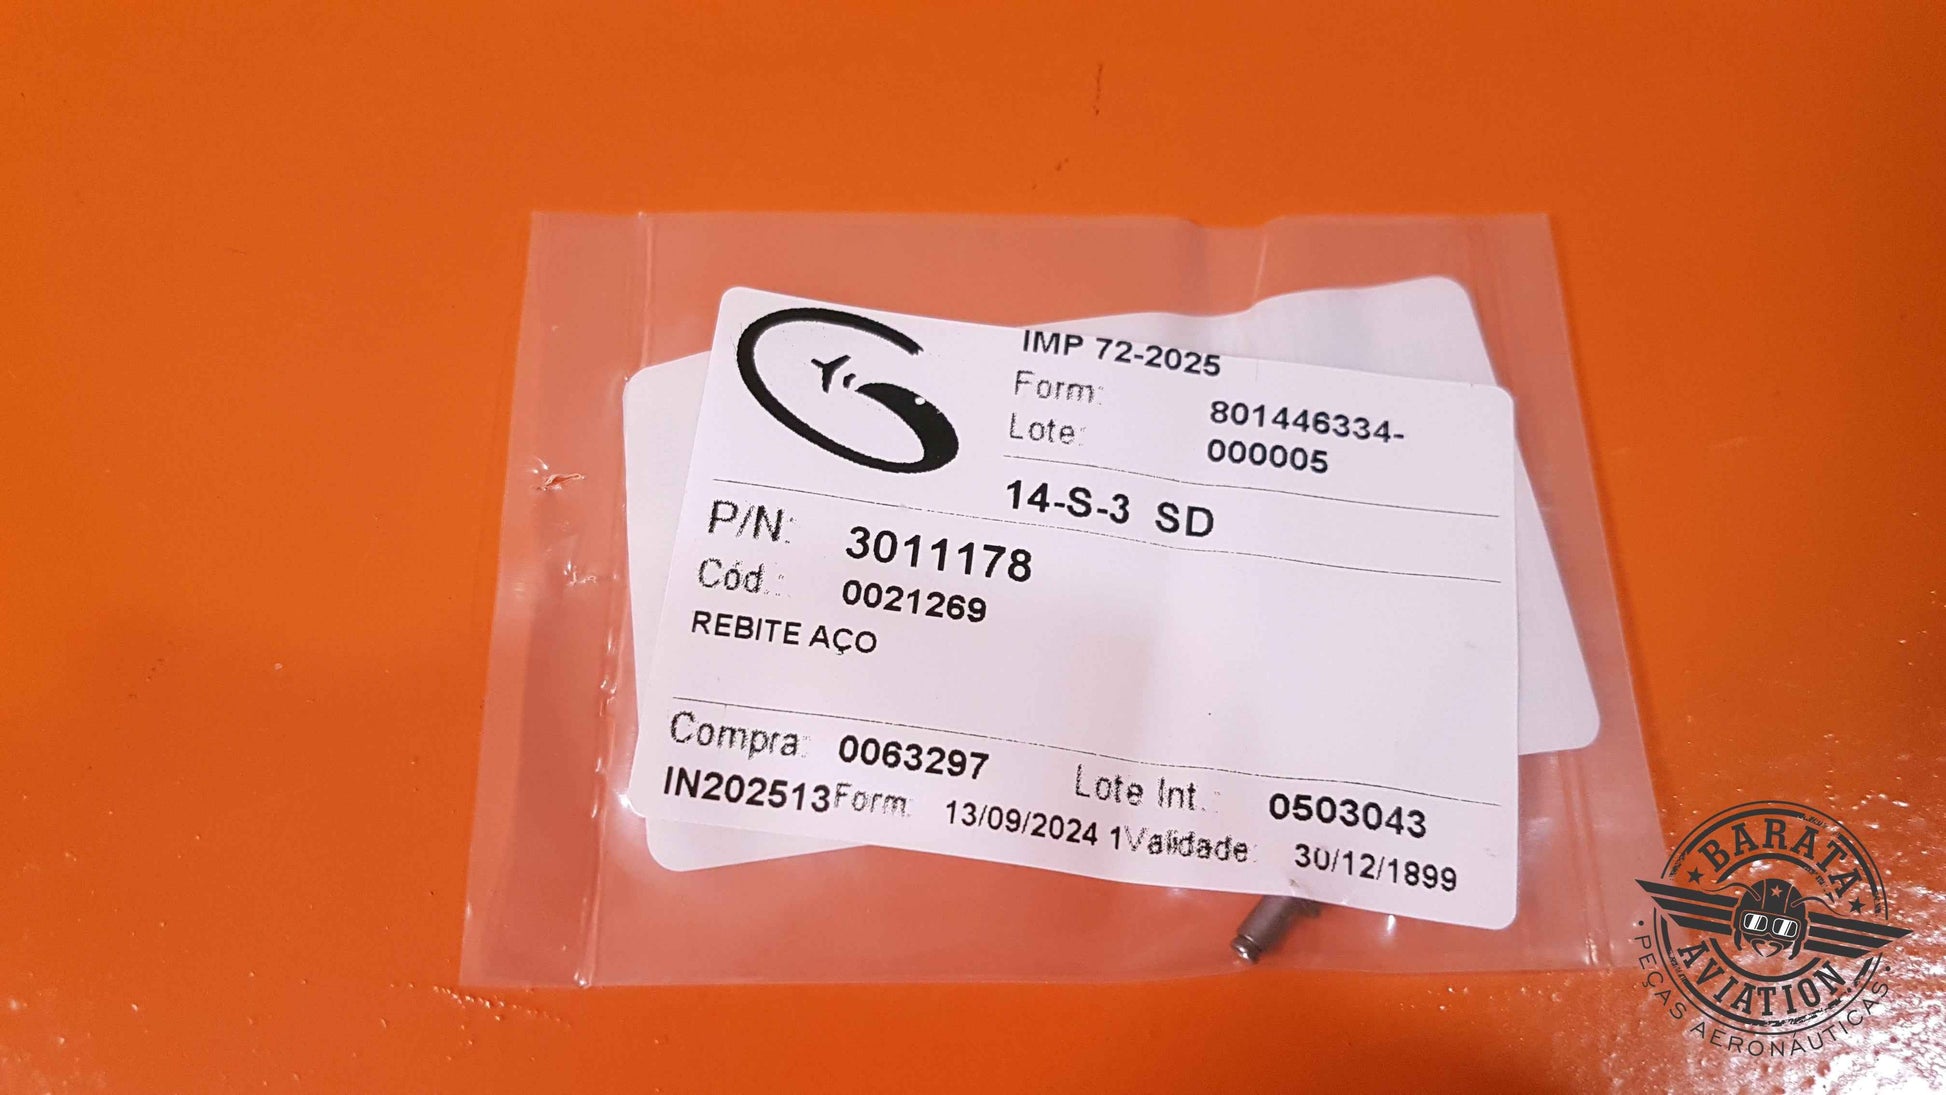 IMP 72-2025
Form: 801446334-
Lote: 000005
14-S-3 SD
P/N: 3011178
Cód.: 0021269
REBITE AÇO
Compra: 0063297 Lote Int.: 0503043
IN202513Form: 13/09/2024 1Validade: 30/12/1899
BARATA
AVIATION
•PEÇAS AERONÁUTICAS•